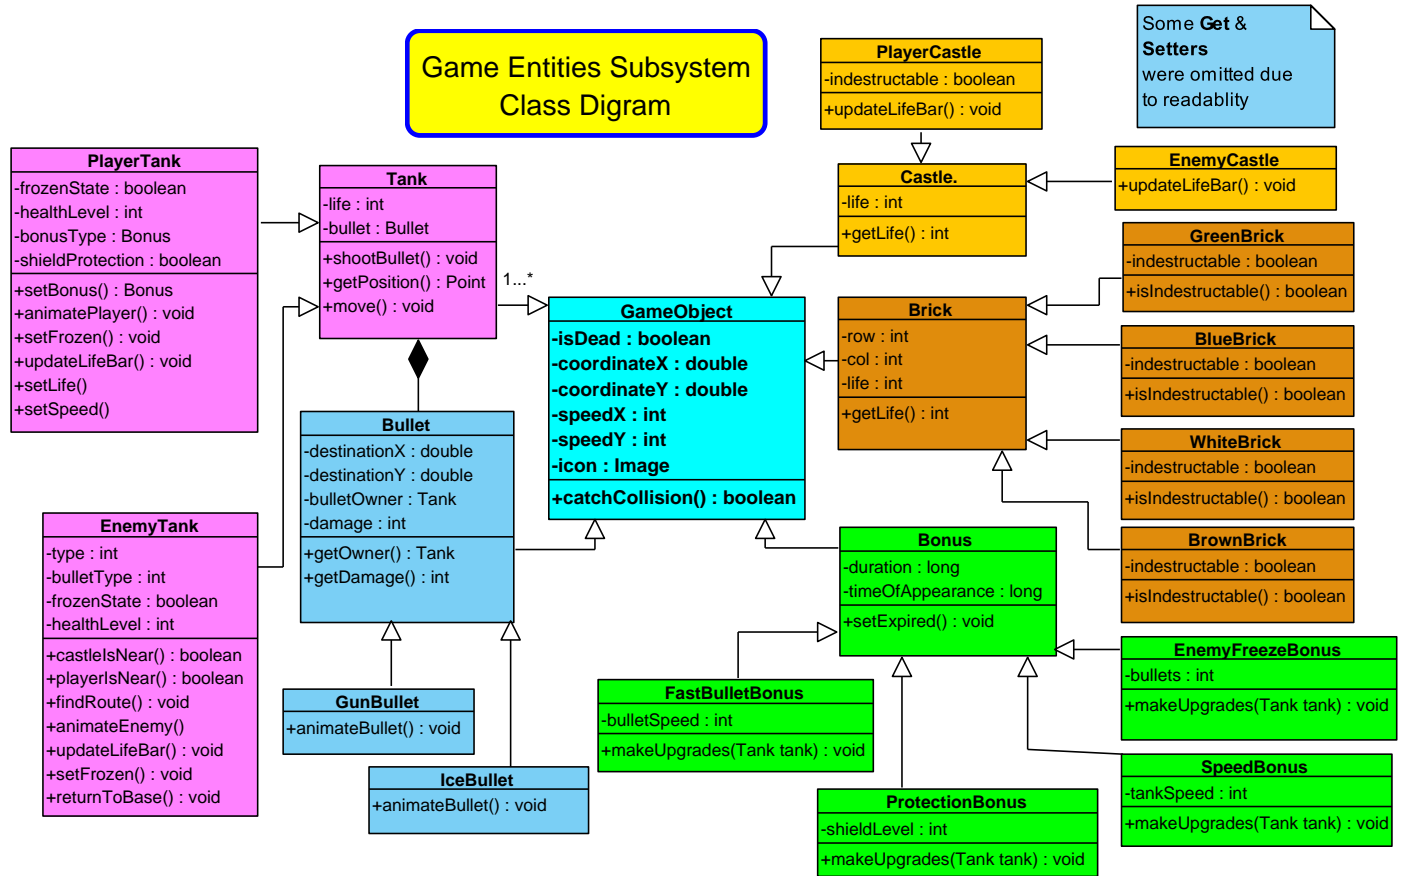 Game Entities Subsystem
Class Digram
Some Get &
Setters
were omitted due
to readablity
PlayerCastle
-indestructable : boolean
+updateLifeBar() : void
PlayerTank
-frozenState : boolean
-healthLevel : int
-bonusType : Bonus
-shieldProtection : boolean
+setBonus() : Bonus
+animatePlayer() : void
+setFrozen() : void
+updateLifeBar() : void
+setLife()
+setSpeed()
Tank
-life : int
-bullet : Bullet
+shootBullet() : void
+getPosition() : Point
+move() : void
1...*
Castle.
-life : int
+getLife() : int
EnemyCastle
+updateLifeBar() : void
GreenBrick
-indestructable : boolean
+isIndestructable() : boolean
GameObject
-isDead : boolean
-coordinateX : double
-coordinateY : double
-speedX : int
-speedY : int
-icon : Image
+catchCollision() : boolean
Brick
-row : int
-col : int
-life : int
+getLife() : int
BlueBrick
-indestructable : boolean
+isIndestructable() : boolean
Bullet
-destinationX : double
-destinationY : double
-bulletOwner : Tank
-damage : int
+getOwner() : Tank
+getDamage() : int
WhiteBrick
-indestructable : boolean
+isIndestructable() : boolean
EnemyTank
-type : int
-bulletType : int
-frozenState : boolean
-healthLevel : int
+castleIsNear() : boolean
+playerIsNear() : boolean
+findRoute() : void
+animateEnemy()
+updateLifeBar() : void
+setFrozen() : void
+returnToBase() : void
Bonus
-duration : long
-timeOfAppearance : long
+setExpired() : void
BrownBrick
-indestructable : boolean
+isIndestructable() : boolean
GunBullet
+animateBullet() : void
IceBullet
+animateBullet() : void
FastBulletBonus
-bulletSpeed : int
+makeUpgrades(Tank tank) : void
EnemyFreezeBonus
-bullets : int
+makeUpgrades(Tank tank) : void
SpeedBonus
-tankSpeed : int
+makeUpgrades(Tank tank) : void
ProtectionBonus
-shieldLevel : int
+makeUpgrades(Tank tank) : void